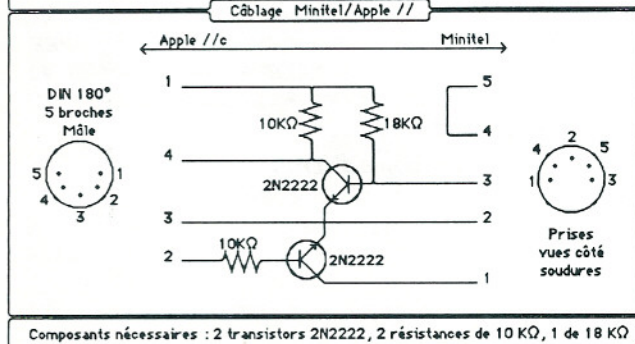 Câblage Minitel/Apple //
Apple //c
Minitel
DIN 180°
5 broches
Mâle
5
1
4
2
3
1
4
3
2
10KΩ
18KΩ
2N2222
10KΩ
2N2222
5
4
3
2
1
4
2
5
1
3
Prises
vues côté
soudures
Composants nécessaires : 2 transistors 2N2222, 2 résistances de 10 KΩ, 1 de 18 KΩ